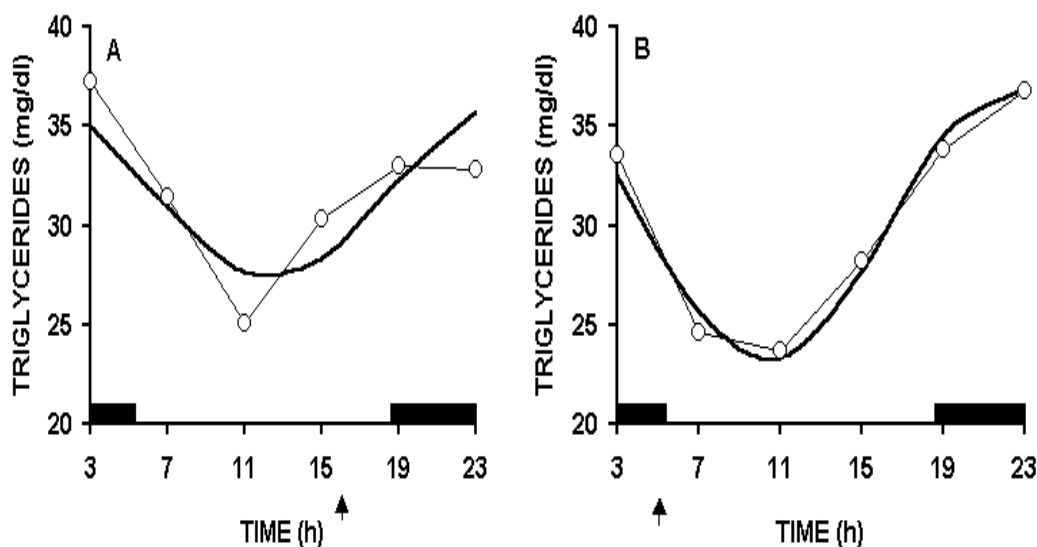 A
TRIGLYCERIDES (mg/dl)
40
35
30
25
20
3 7 11 15 19 23
TIME (h)
B
TRIGLYCERIDES (mg/dl)
40
35
30
25
20
3 7 11 15 19 23
TIME (h)